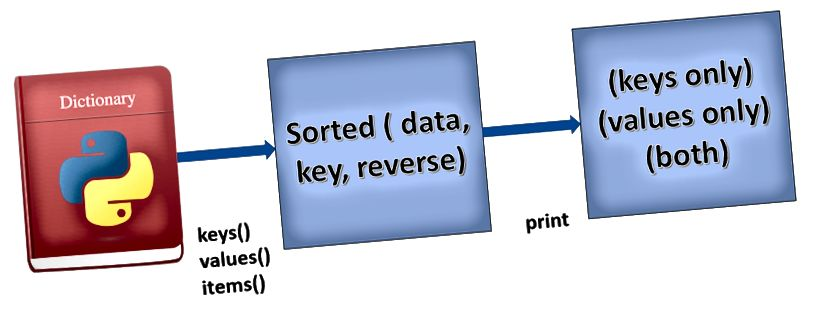 Dictionary
keys()
values()
items()
Sorted ( data,
key, reverse)
print
(keys only)
(values only)
(both)